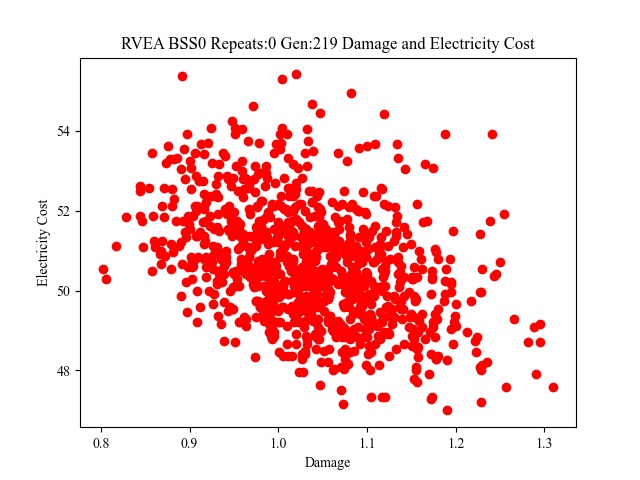 RVEA BSS0 Repeats:0 Gen:219 Damage and Electricity Cost
54
52
50
48
Electricity Cost
0.8 0.9 1.0 1.1 1.2 1.3
Damage